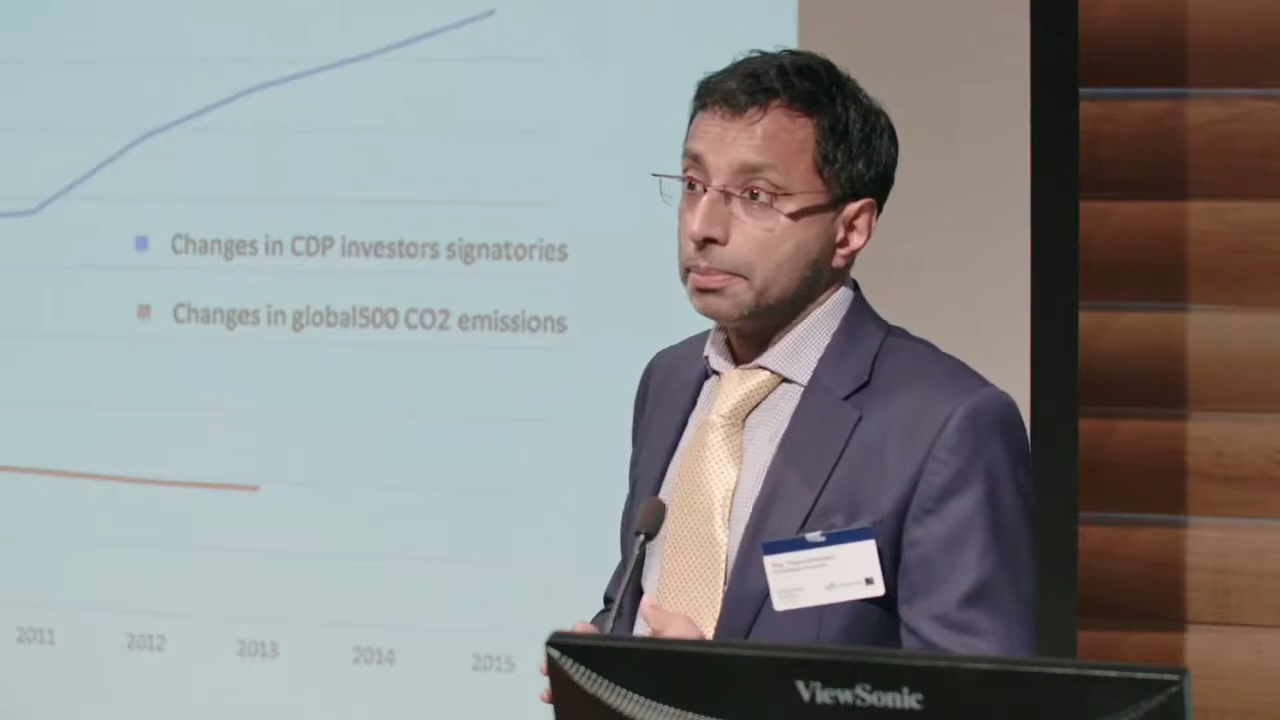 Changes in CDP investors signatories
Changes in global500 CO2 emissions
2011 2012 2013 2014 2015
ViewSonic